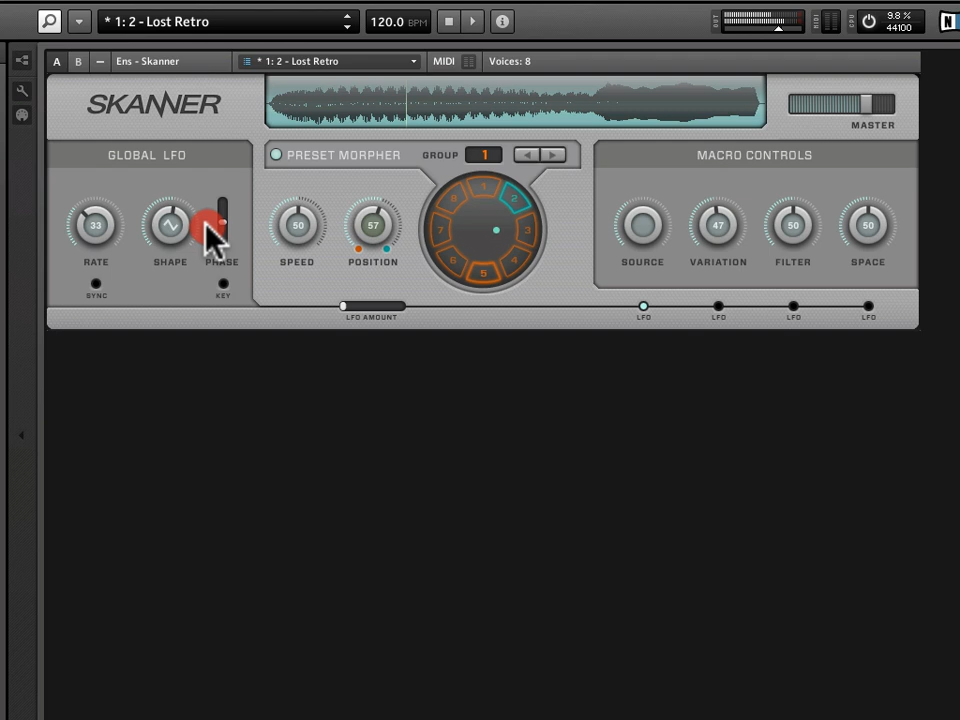 * 1: 2 - Lost Retro
120.0 BPM
OUT
MIDI
CPU
9.8 %
44100
N
A B Ens - Skanner * 1: 2 - Lost Retro MIDI Voices: 8
SKANNER
MASTER
GLOBAL LFO
PRESET MORPHER GROUP 1
MACRO CONTROLS
33
50 57
1 2 3 4 5 6 7 8
47 50 50
RATE SHAPE PHASE
SPEED POSITION
SOURCE VARIATION FILTER SPACE
SYNC KEY
LFO AMOUNT
LFO LFO LFO LFO